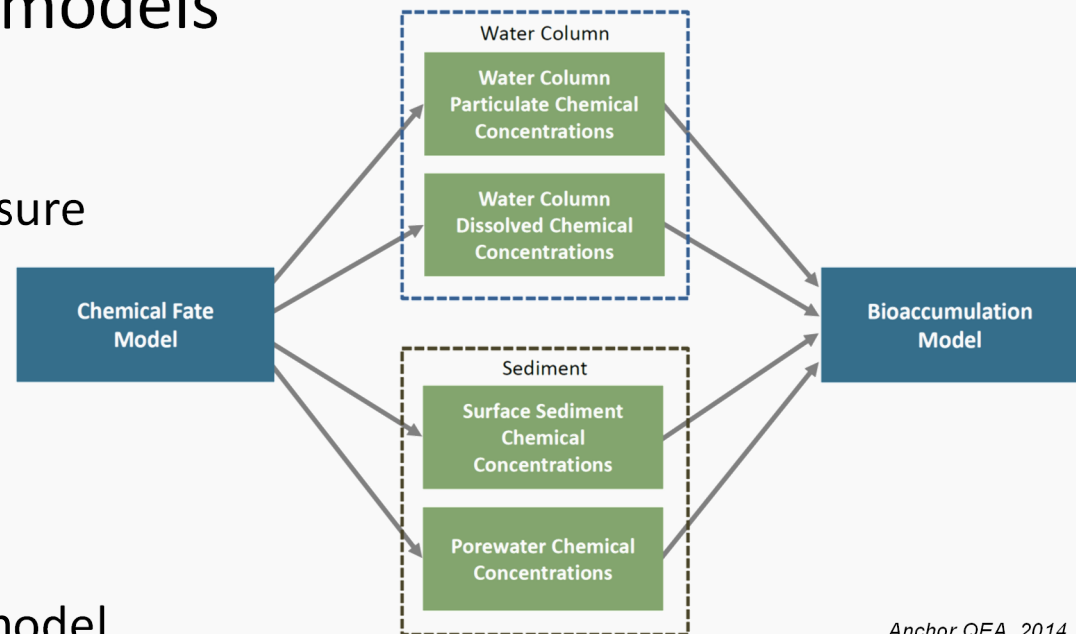 models
sure
Chemical Fate
Model
Water Column
Water Column
Particulate Chemical
Concentrations
Water Column
Dissolved Chemical
Concentrations
Sediment
Surface Sediment
Chemical
Concentrations
Porewater Chemical
Concentrations
Bioaccumulation
Model
model
Anchor QEA, 2014